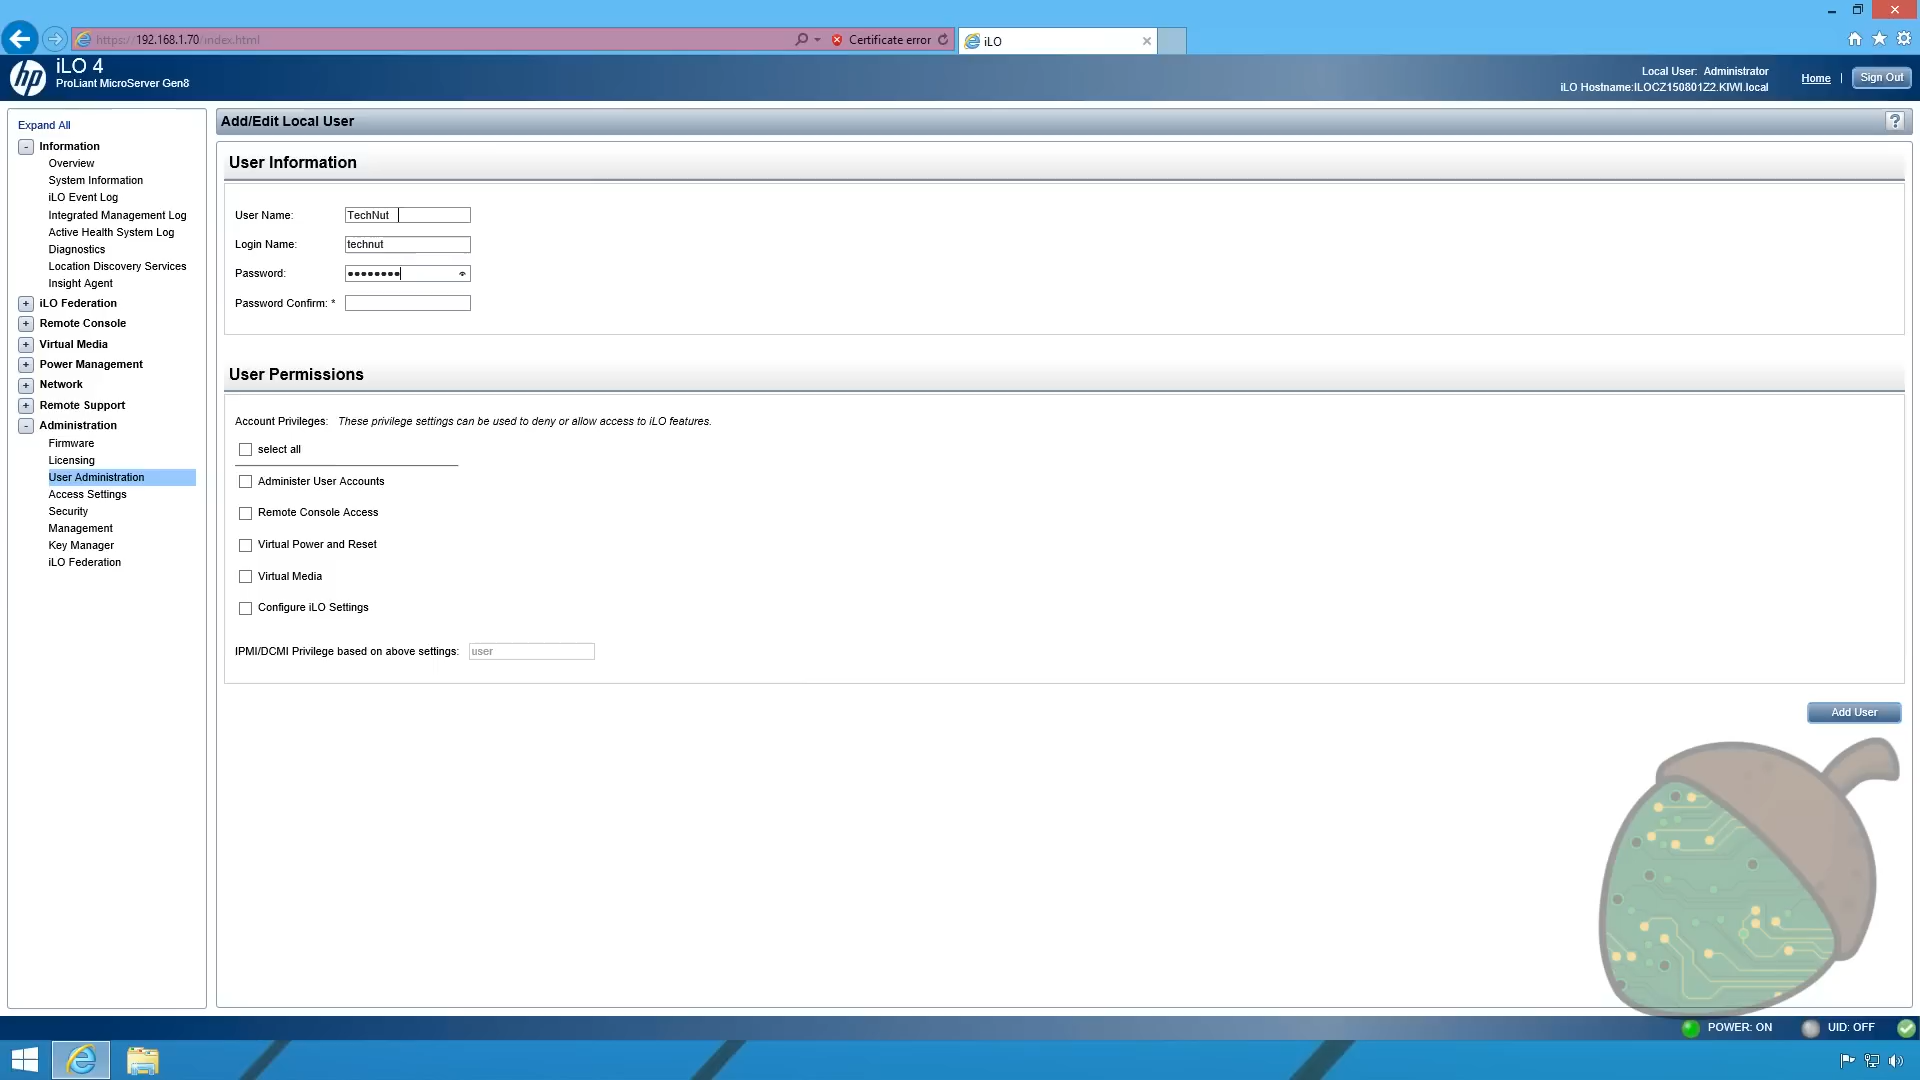 https://192.168.1.70/index.html
Certificate error
iLO
hp
iLO 4
ProLiant MicroServer Gen8
Local User: Administrator
iLO Hostname:ILOCZ150801Z2.KIWI.local
Home | Sign Out
Expand All
- Information
Overview
System Information
iLO Event Log
Integrated Management Log
Active Health System Log
Diagnostics
Location Discovery Services
Insight Agent
+ iLO Federation
+ Remote Console
+ Virtual Media
+ Power Management
+ Network
+ Remote Support
- Administration
Firmware
Licensing
User Administration
Access Settings
Security
Management
Key Manager
iLO Federation
Add/Edit Local User
?
User Information
User Name: TechNut
Login Name: technut
Password: ••••••••
Password Confirm: *
User Permissions
Account Privileges: These privilege settings can be used to deny or allow access to iLO features.
select all
Administer User Accounts
Remote Console Access
Virtual Power and Reset
Virtual Media
Configure iLO Settings
IPMI/DCMI Privilege based on above settings: user
Add User
POWER: ON
UID: OFF